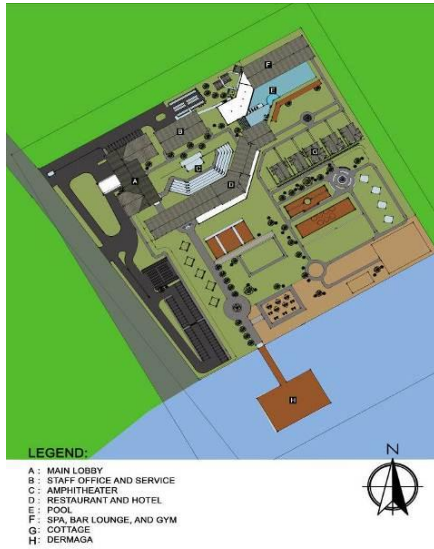 F
E
B
C
G
A
D
H
LEGEND:
A : MAIN LOBBY
B : STAFF OFFICE AND SERVICE
C : AMPHITHEATER
D : RESTAURANT AND HOTEL
E : POOL
F : SPA, BAR LOUNGE, AND GYM
G: COTTAGE
H: DERMAGA
N